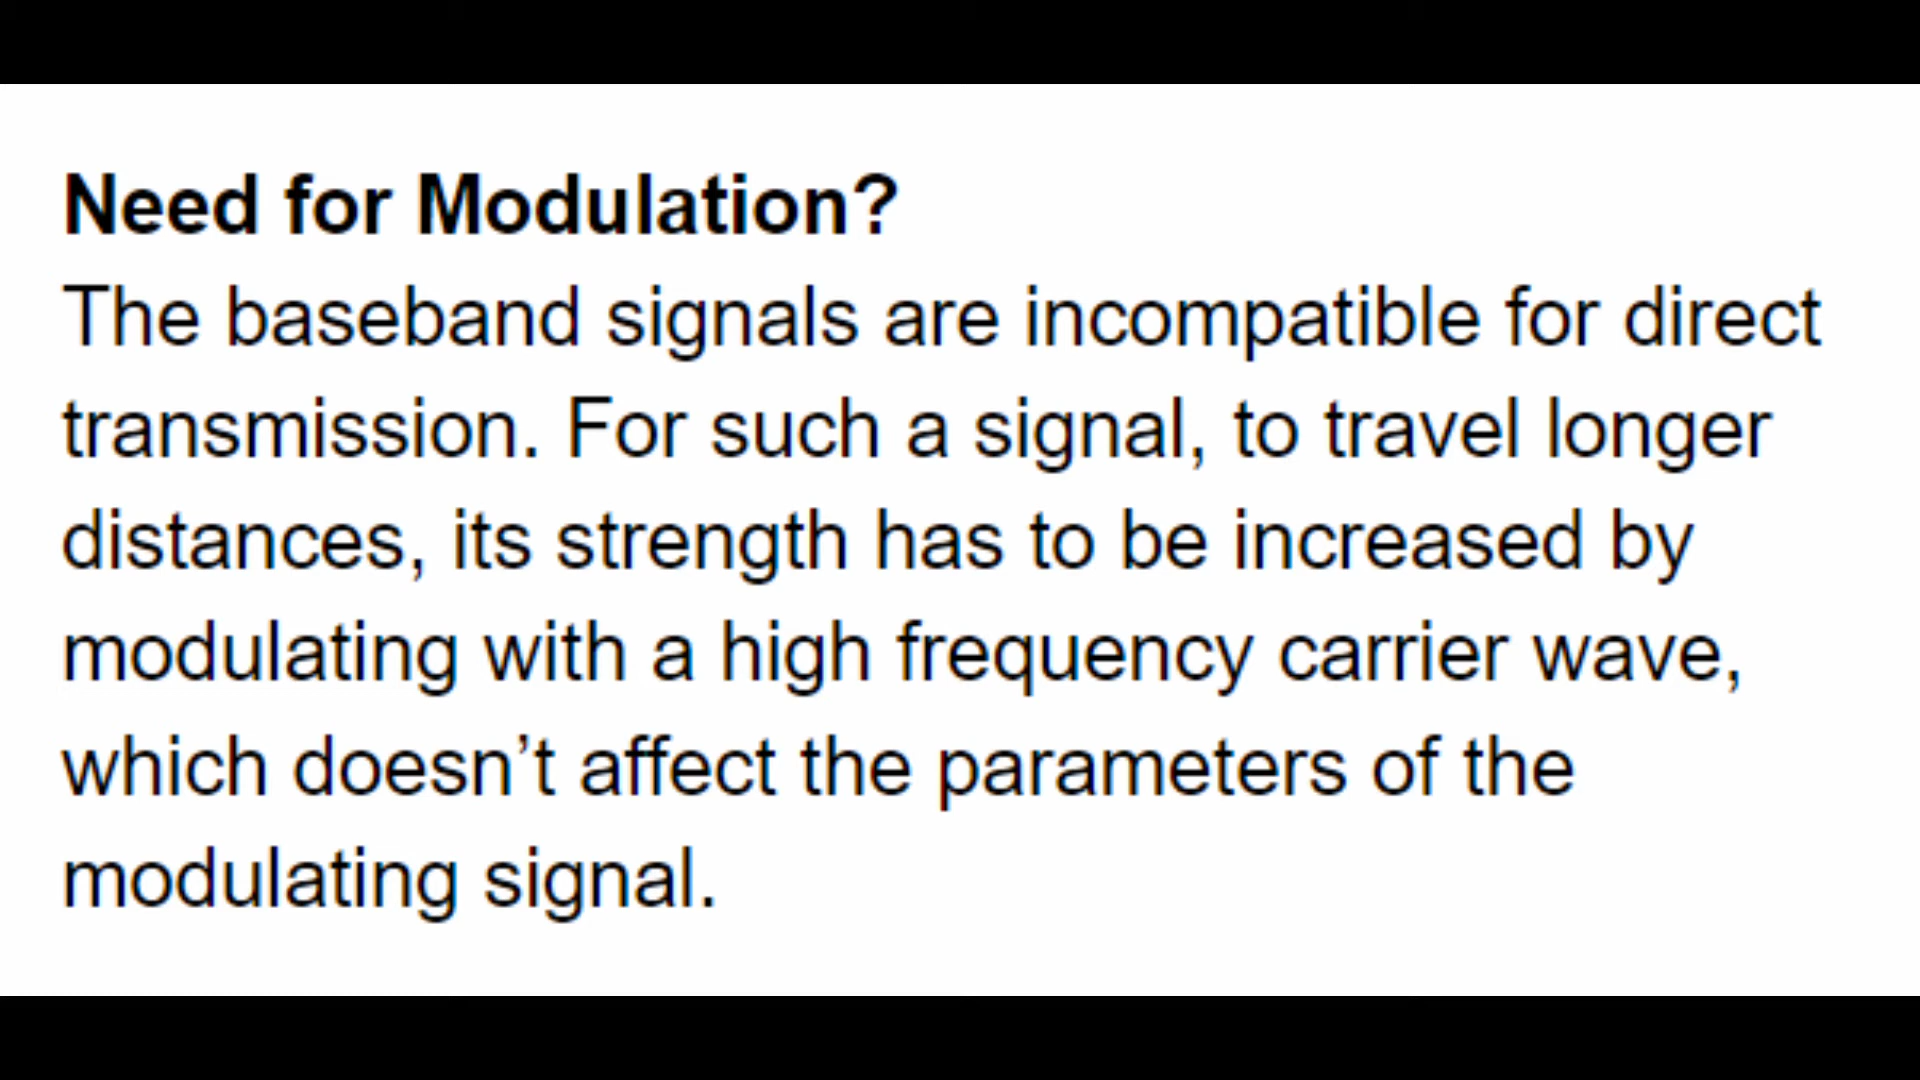 Need for Modulation?
The baseband signals are incompatible for direct
transmission. For such a signal, to travel longer
distances, its strength has to be increased by
modulating with a high frequency carrier wave,
which doesn’t affect the parameters of the
modulating signal.